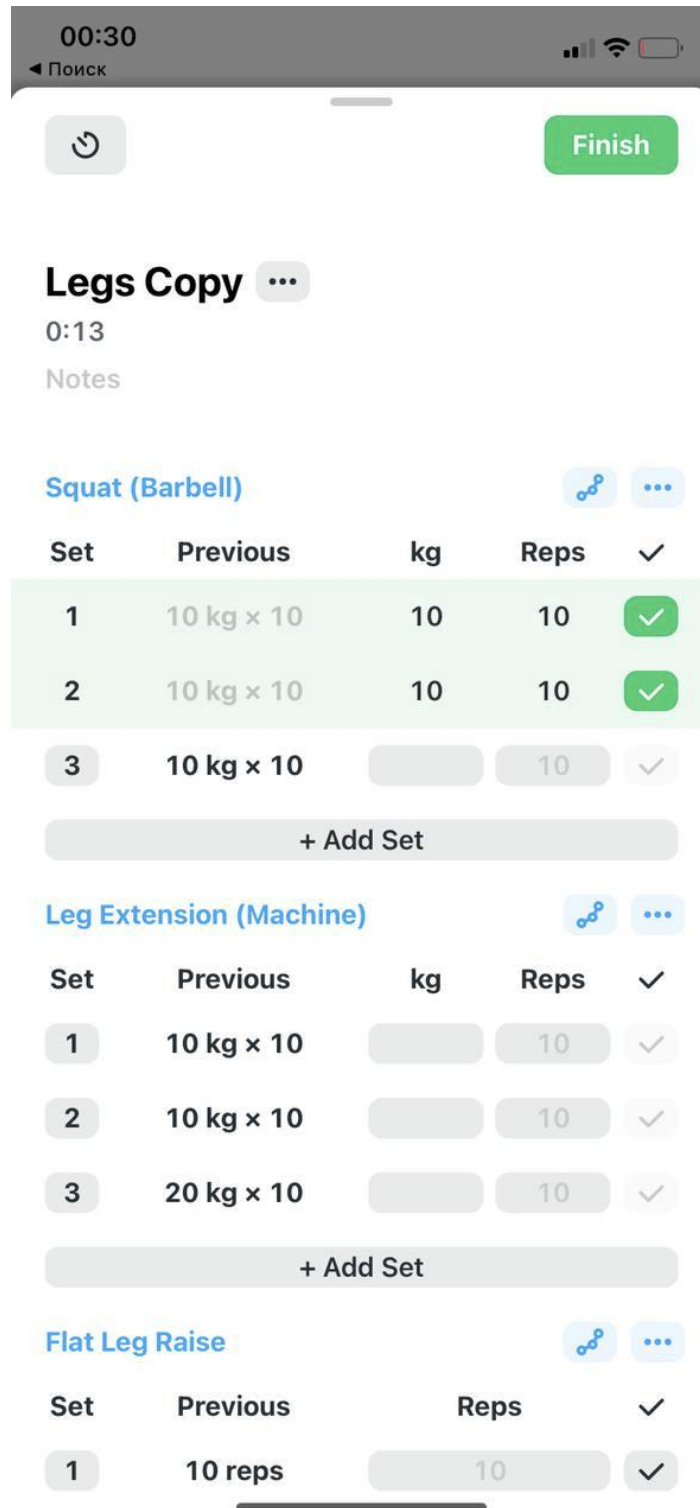 00:30
◀ Поиск
Finish
Legs Copy •••
0:13
Notes
Squat (Barbell) •••
Set Previous kg Reps ✓
1 10 kg × 10 10 10 ✓
2 10 kg × 10 10 10 ✓
3 10 kg × 10 10 ✓
+ Add Set
Leg Extension (Machine) •••
Set Previous kg Reps ✓
1 10 kg × 10 10 ✓
2 10 kg × 10 10 ✓
3 20 kg × 10 10 ✓
+ Add Set
Flat Leg Raise •••
Set Previous Reps ✓
1 10 reps 10 ✓